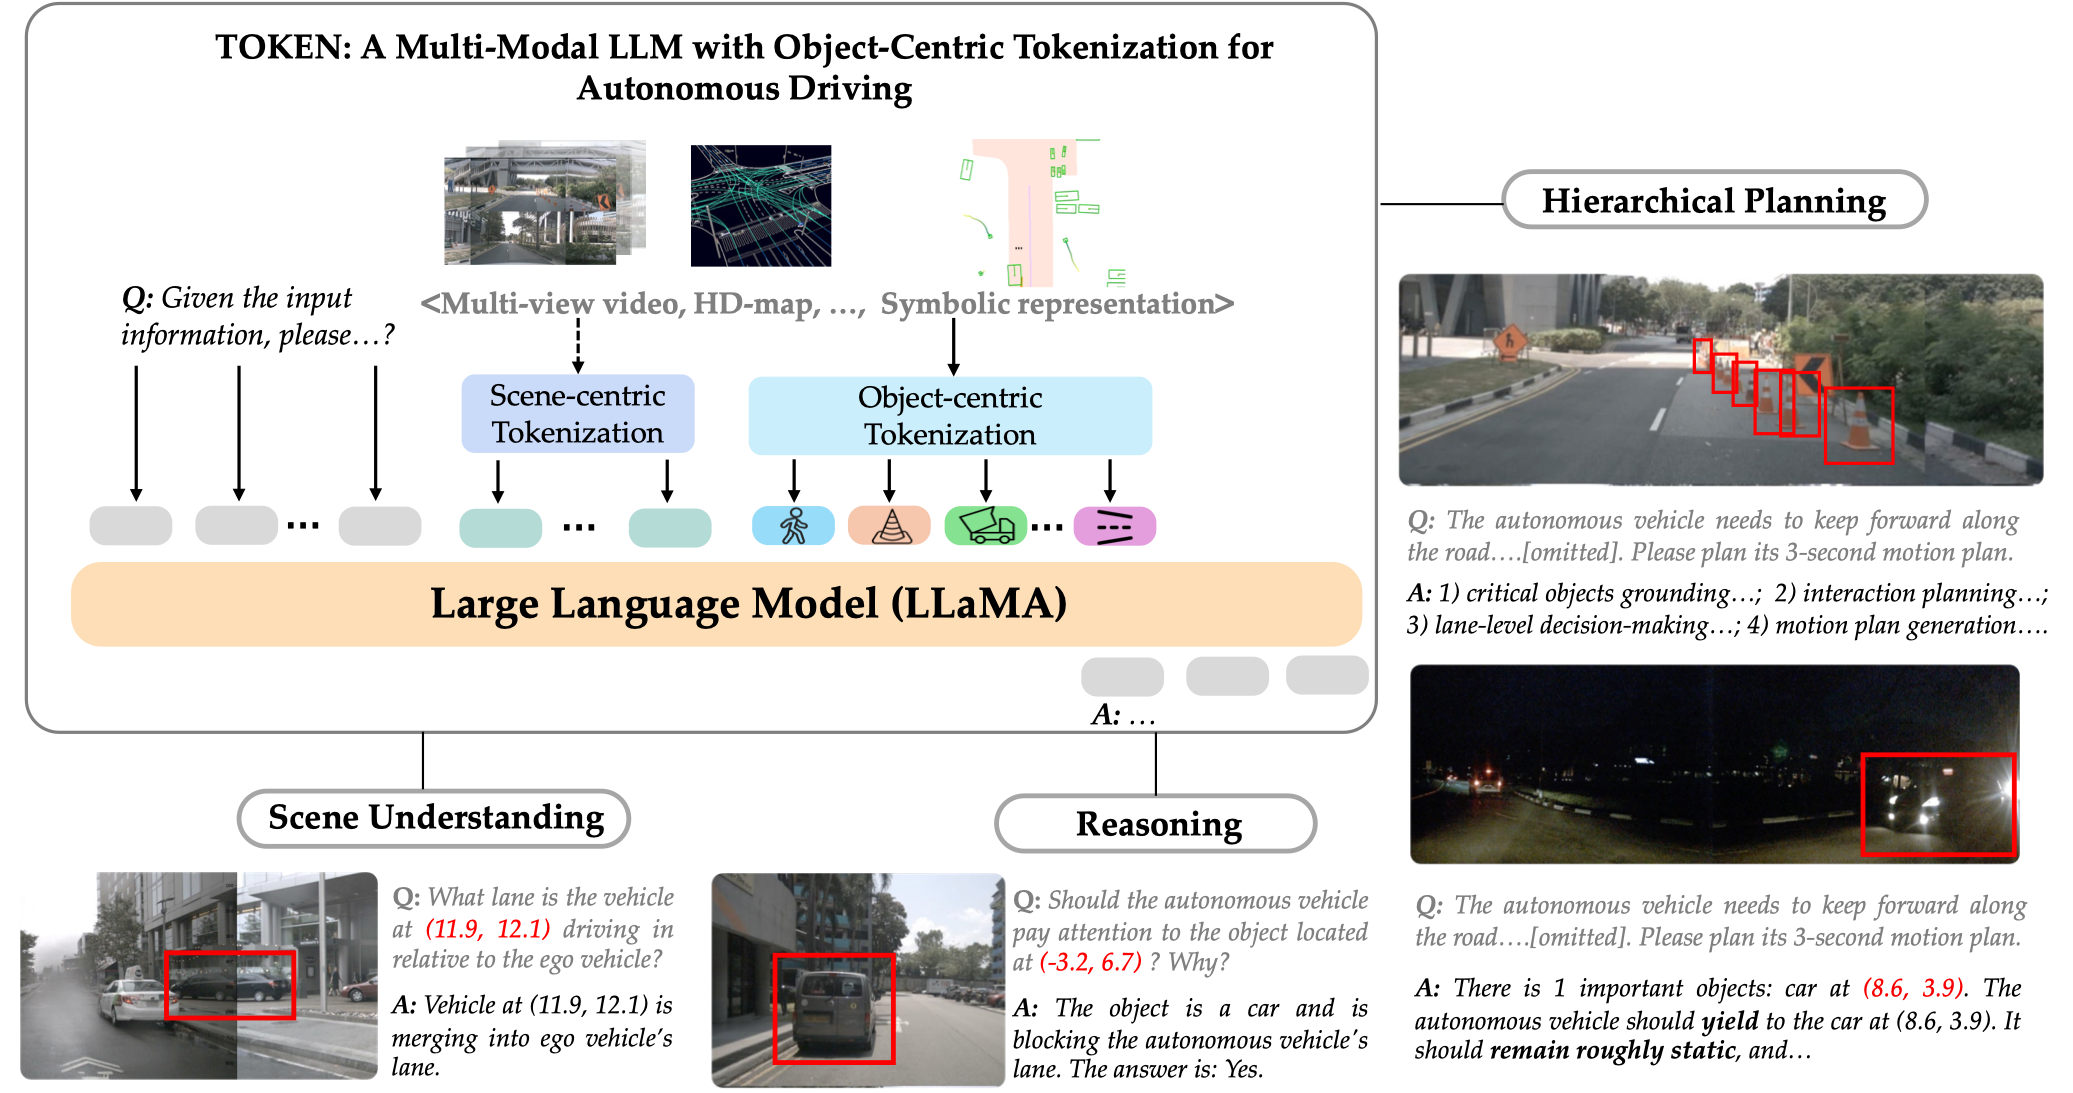 TOKEN: A Multi-Modal LLM with Object-Centric Tokenization for
Autonomous Driving
Q: Given the input
information, please...?
<Multi-view video, HD-map, ..., Symbolic representation>
Scene-centric
Tokenization
Object-centric
Tokenization
...
...
...
Large Language Model (LLaMA)
A: ...
Hierarchical Planning
Q: The autonomous vehicle needs to keep forward along
the road....[omitted]. Please plan its 3-second motion plan.
A: 1) critical objects grounding...; 2) interaction planning...;
3) lane-level decision-making...; 4) motion plan generation....
Q: The autonomous vehicle needs to keep forward along
the road....[omitted]. Please plan its 3-second motion plan.
A: There is 1 important objects: car at (8.6, 3.9). The
autonomous vehicle should yield to the car at (8.6, 3.9). It
should remain roughly static, and...
Scene Understanding
Q: What lane is the vehicle
at (11.9, 12.1) driving in
relative to the ego vehicle?
A: Vehicle at (11.9, 12.1) is
merging into ego vehicle's
lane.
Reasoning
Q: Should the autonomous vehicle
pay attention to the object located
at (-3.2, 6.7) ? Why?
A: The object is a car and is
blocking the autonomous vehicle's
lane. The answer is: Yes.